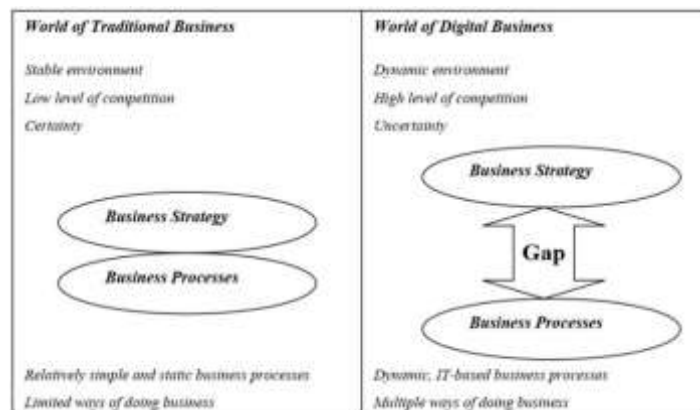 World of Traditional Business
Stable environment
Low level of competition
Certainty
Business Strategy
Business Processes
Relatively simple and static business processes
Limited ways of doing business
World of Digital Business
Dynamic environment
High level of competition
Uncertainty
Business Strategy
Gap
Business Processes
Dynamic, IT-based business processes
Multiple ways of doing business